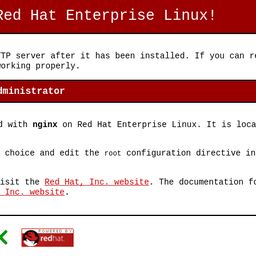 Red Hat Enterprise Linux!
TP server after it has been installed. If you can
working properly.
dministrator
d with nginx on Red Hat Enterprise Linux. It is loca
choice and edit the root configuration directive in
isit the Red Hat, Inc. website. The documentation fo
Inc. website.
POWERED BY
redhat